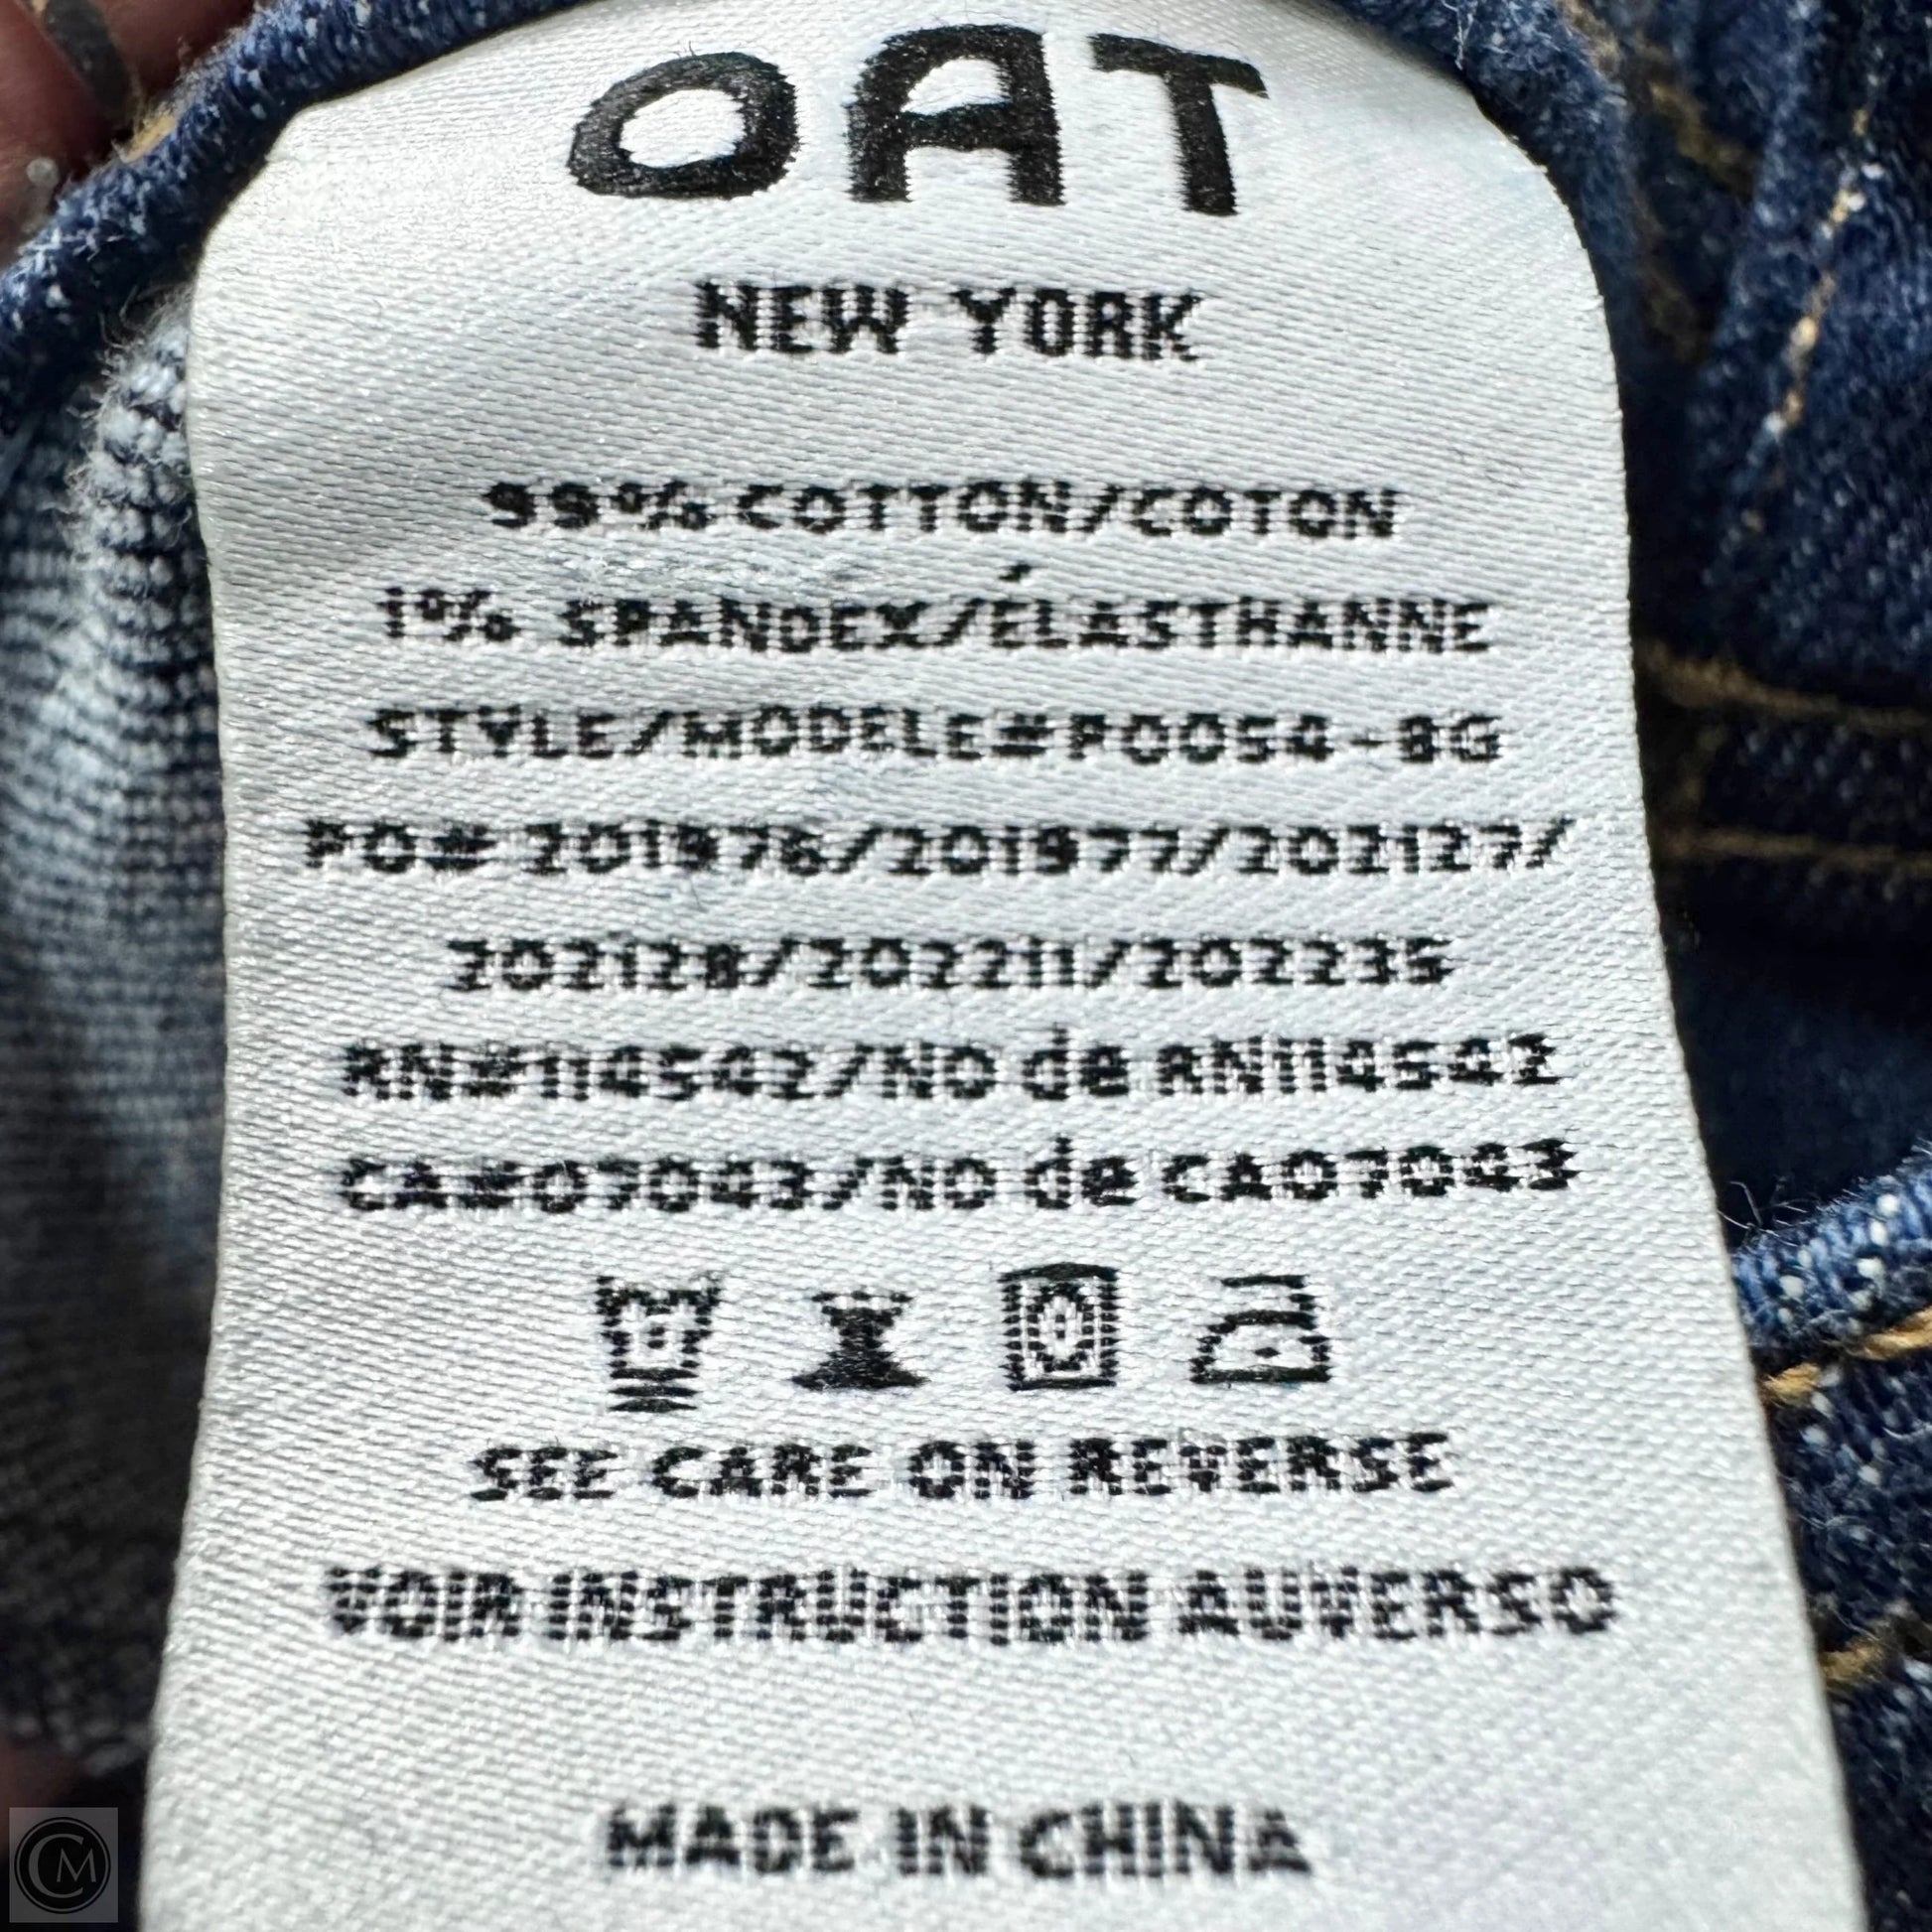 OAT
NEW YORK
99% COTTON/COTON
1% SPANDEX/ÉLASTHANNE
STYLE/MODELE#P0054-BG
PO# 201976/201977/202127/
202128/202211/202235
RN#114542/NO de RN114542
CA#07043/NO de CA07043
SEE CARE ON REVERSE
VOIR INSTRUCTION AUVERSO
MADE IN CHINA
CM